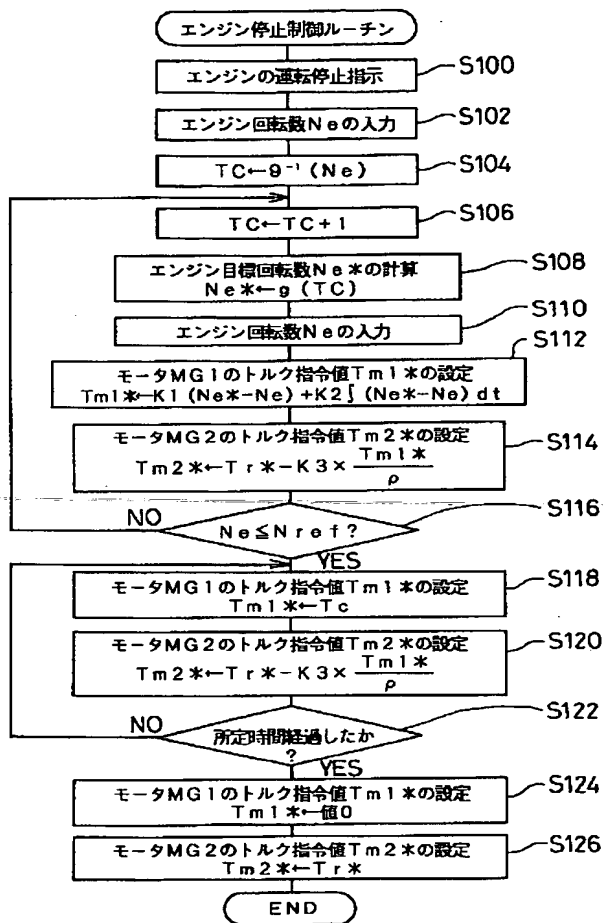 エンジン停止制御ルーチン
エンジンの運転停止指示
S100
エンジン回転数Neの入力
S102
TC←g⁻¹(Ne)
S104
TC←TC+1
S106
エンジン目標回転数Ne*の計算
Ne*←g(TC)
S108
エンジン回転数Neの入力
S110
モータMG1のトルク指令値Tm1*の設定
Tm1*←K1(Ne*-Ne)+K2∫(Ne*-Ne)dt
S112
モータMG2のトルク指令値Tm2*の設定
Tm2*←Tr*-K3×Tm1*/ρ
S114
Ne≦Nref?
S116
NO
YES
モータMG1のトルク指令値Tm1*の設定
Tm1*←Tc
S118
モータMG2のトルク指令値Tm2*の設定
Tm2*←Tr*-K3×Tm1*/ρ
S120
所定時間経過したか
?
S122
NO
YES
モータMG1のトルク指令値Tm1*の設定
Tm1*←値0
S124
モータMG2のトルク指令値Tm2*の設定
Tm2*←Tr*
S126
END